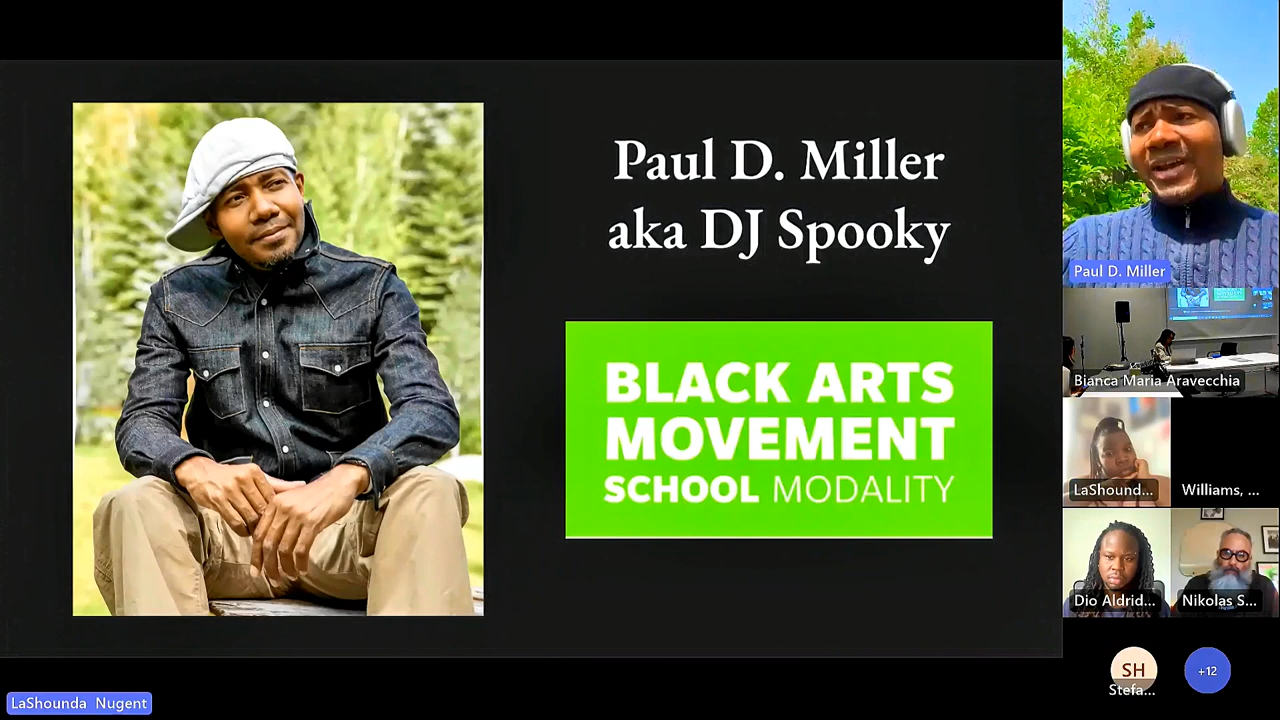 Paul D. Miller
aka DJ Spooky
BLACK ARTS
MOVEMENT
SCHOOL MODALITY
Paul D. Miller
Bianca Maria Aravecchia
LaShound...
Williams, ...
Dio Aldrid...
Nikolas S...
SH
Stefa...
+12
LaShounda Nugent